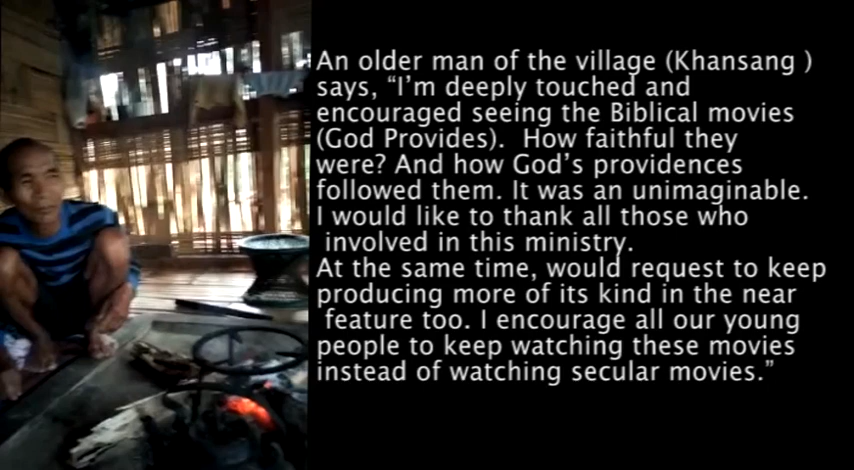 An older man of the village (Khansang )
says, “I’m deeply touched and
encouraged seeing the Biblical movies
(God Provides).  How faithful they
were? And how God’s providences
followed them. It was an unimaginable.
I would like to thank all those who
involved in this ministry.
At the same time, would request to keep
producing more of its kind in the near
feature too. I encourage all our young
people to keep watching these movies
instead of watching secular movies.”